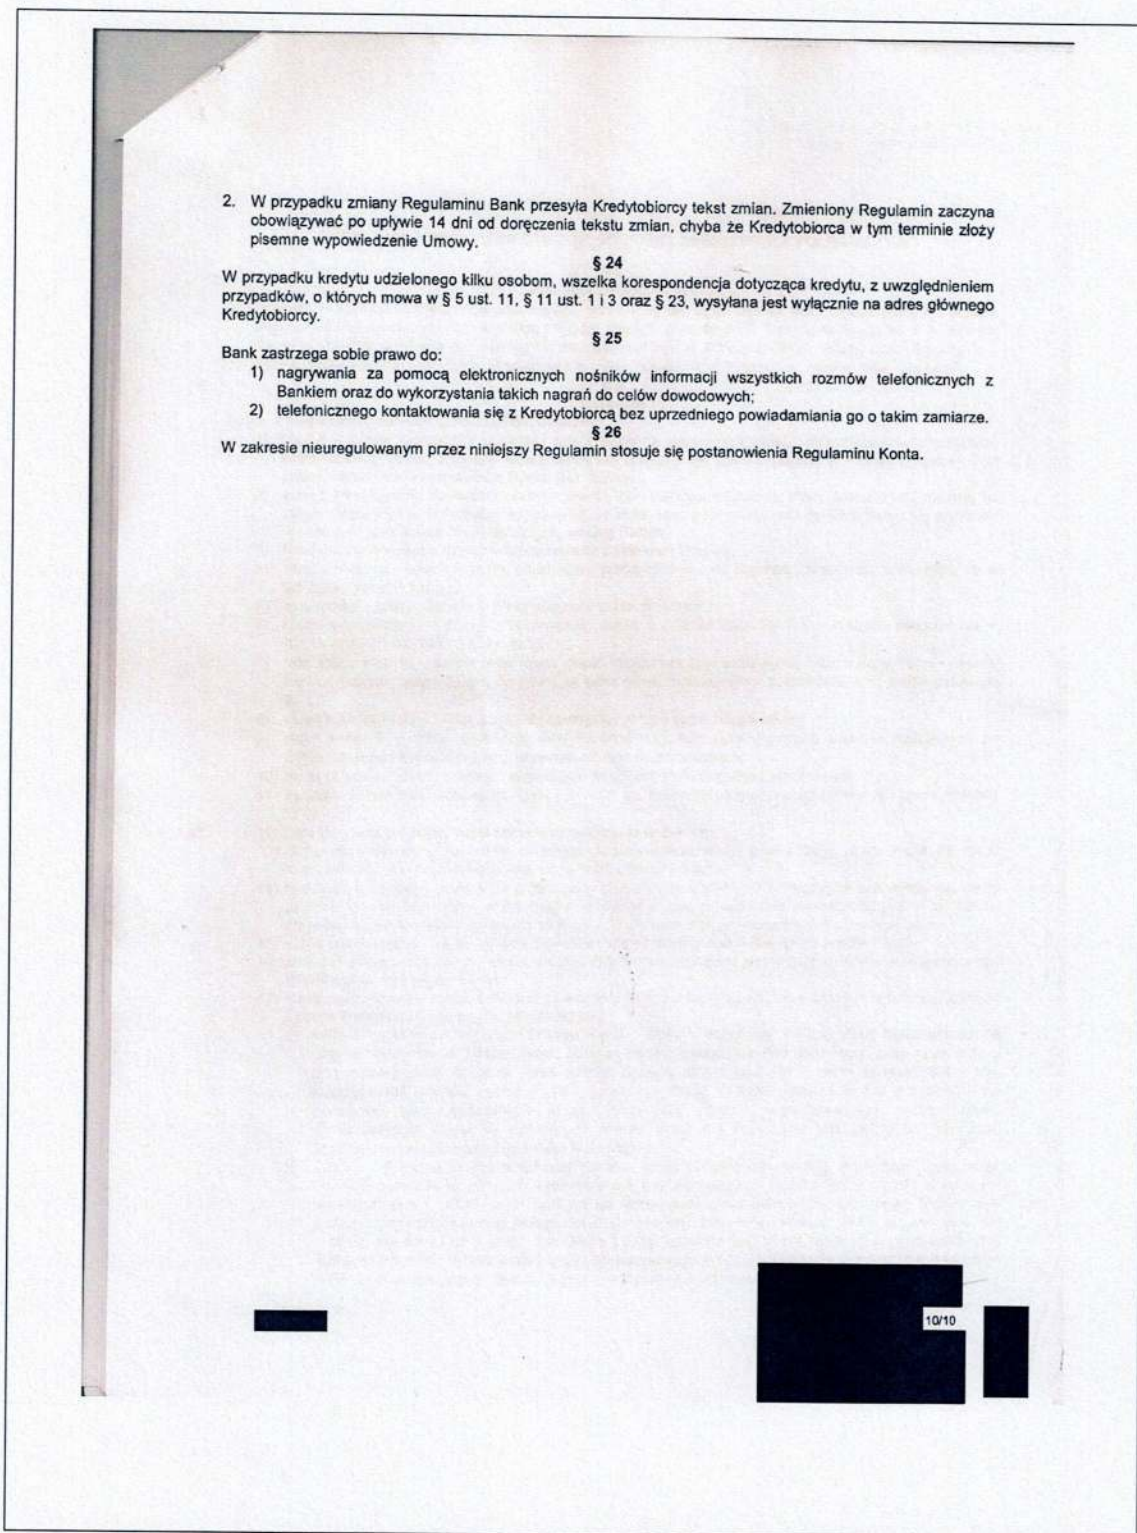 2. W przypadku zmiany Regulaminu Bank przesyła Kredytobiorcy tekst zmian. Zmieniony Regulamin zaczyna
obowiązywać po upływie 14 dni od doręczenia tekstu zmian, chyba że Kredytobiorca w tym terminie złoży
pisemne wypowiedzenie Umowy.
§ 24
W przypadku kredytu udzielonego kilku osobom, wszelka korespondencja dotycząca kredytu, z uwzględnieniem
przypadków, o których mowa w § 5 ust. 11, § 11 ust. 1 i 3 oraz § 23, wysyłana jest wyłącznie na adres głównego
Kredytobiorcy.
§ 25
Bank zastrzega sobie prawo do:
1) nagrywania za pomocą elektronicznych nośników informacji wszystkich rozmów telefonicznych z
Bankiem oraz do wykorzystania takich nagrań do celów dowodowych;
2) telefonicznego kontaktowania się z Kredytobiorcą bez uprzedniego powiadamiania go o takim zamiarze.
§ 26
W zakresie nieuregulowanym przez niniejszy Regulamin stosuje się postanowienia Regulaminu Konta.
10/10